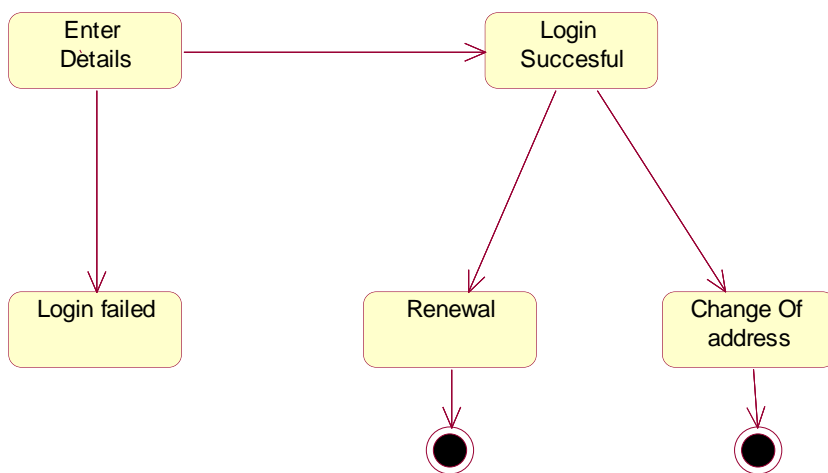 Enter
Details
Login
Succesful
Login failed
Renewal
Change Of
address